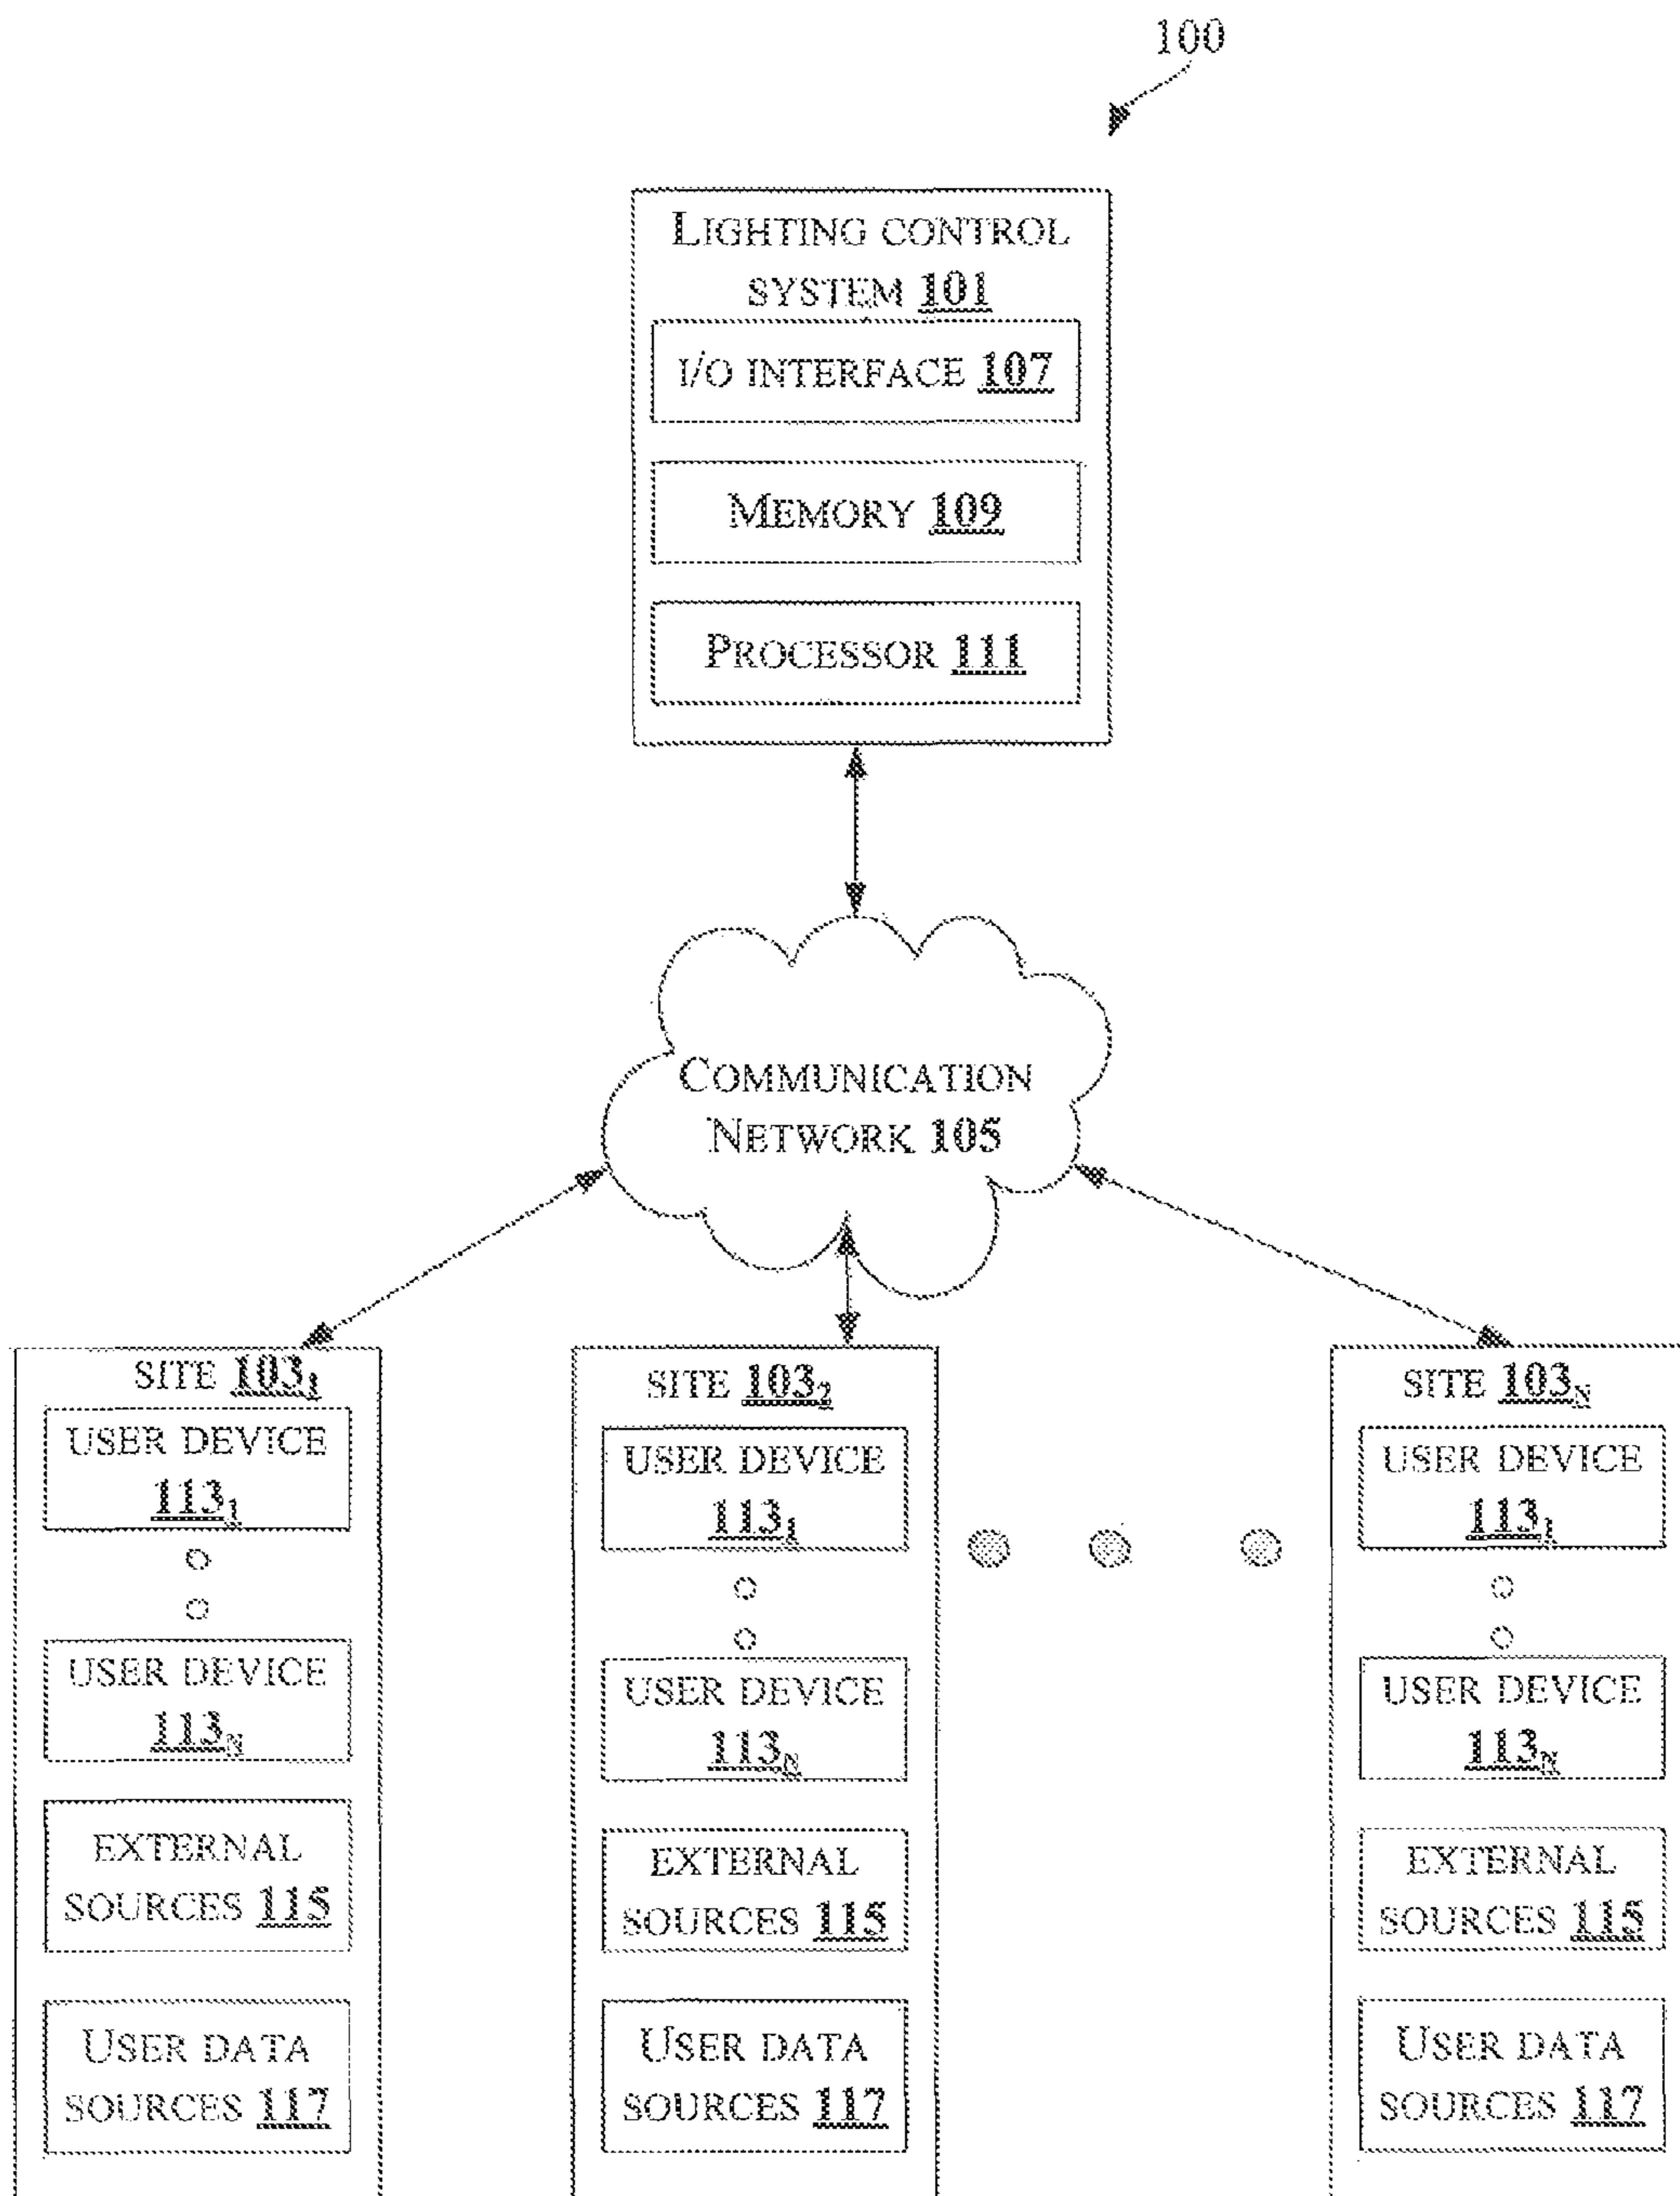 100
LIGHTING CONTROL
SYSTEM 101
I/O INTERFACE 107
MEMORY 109
PROCESSOR 111
COMMUNICATION
NETWORK 105
SITE 103₁
USER DEVICE
113₁
USER DEVICE
113N
EXTERNAL
SOURCES 115
USER DATA
SOURCES 117
SITE 103₂
USER DEVICE
113₁
USER DEVICE
113N
EXTERNAL
SOURCES 115
USER DATA
SOURCES 117
SITE 103N
USER DEVICE
113₁
USER DEVICE
113N
EXTERNAL
SOURCES 115
USER DATA
SOURCES 117